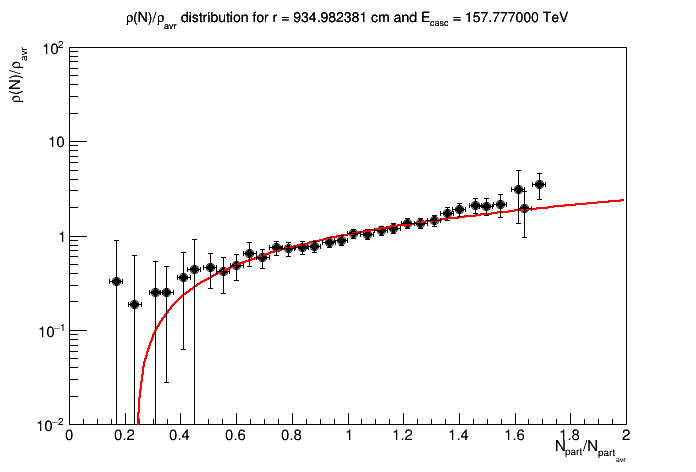 ρ(N)/ρavr distribution for r = 934.982381 cm and Ecasc = 157.777000 TeV
ρ(N)/ρavr
10²
10
1
10⁻¹
10⁻²
0 0.2 0.4 0.6 0.8 1 1.2 1.4 1.6 1.8 2
Npart/Npartavr